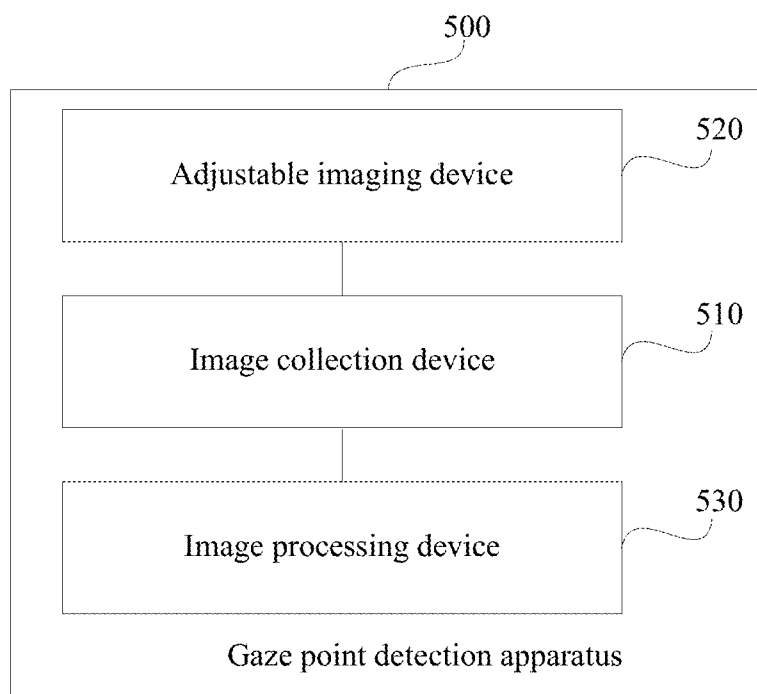 500
520
Adjustable imaging device
510
Image collection device
530
Image processing device
Gaze point detection apparatus